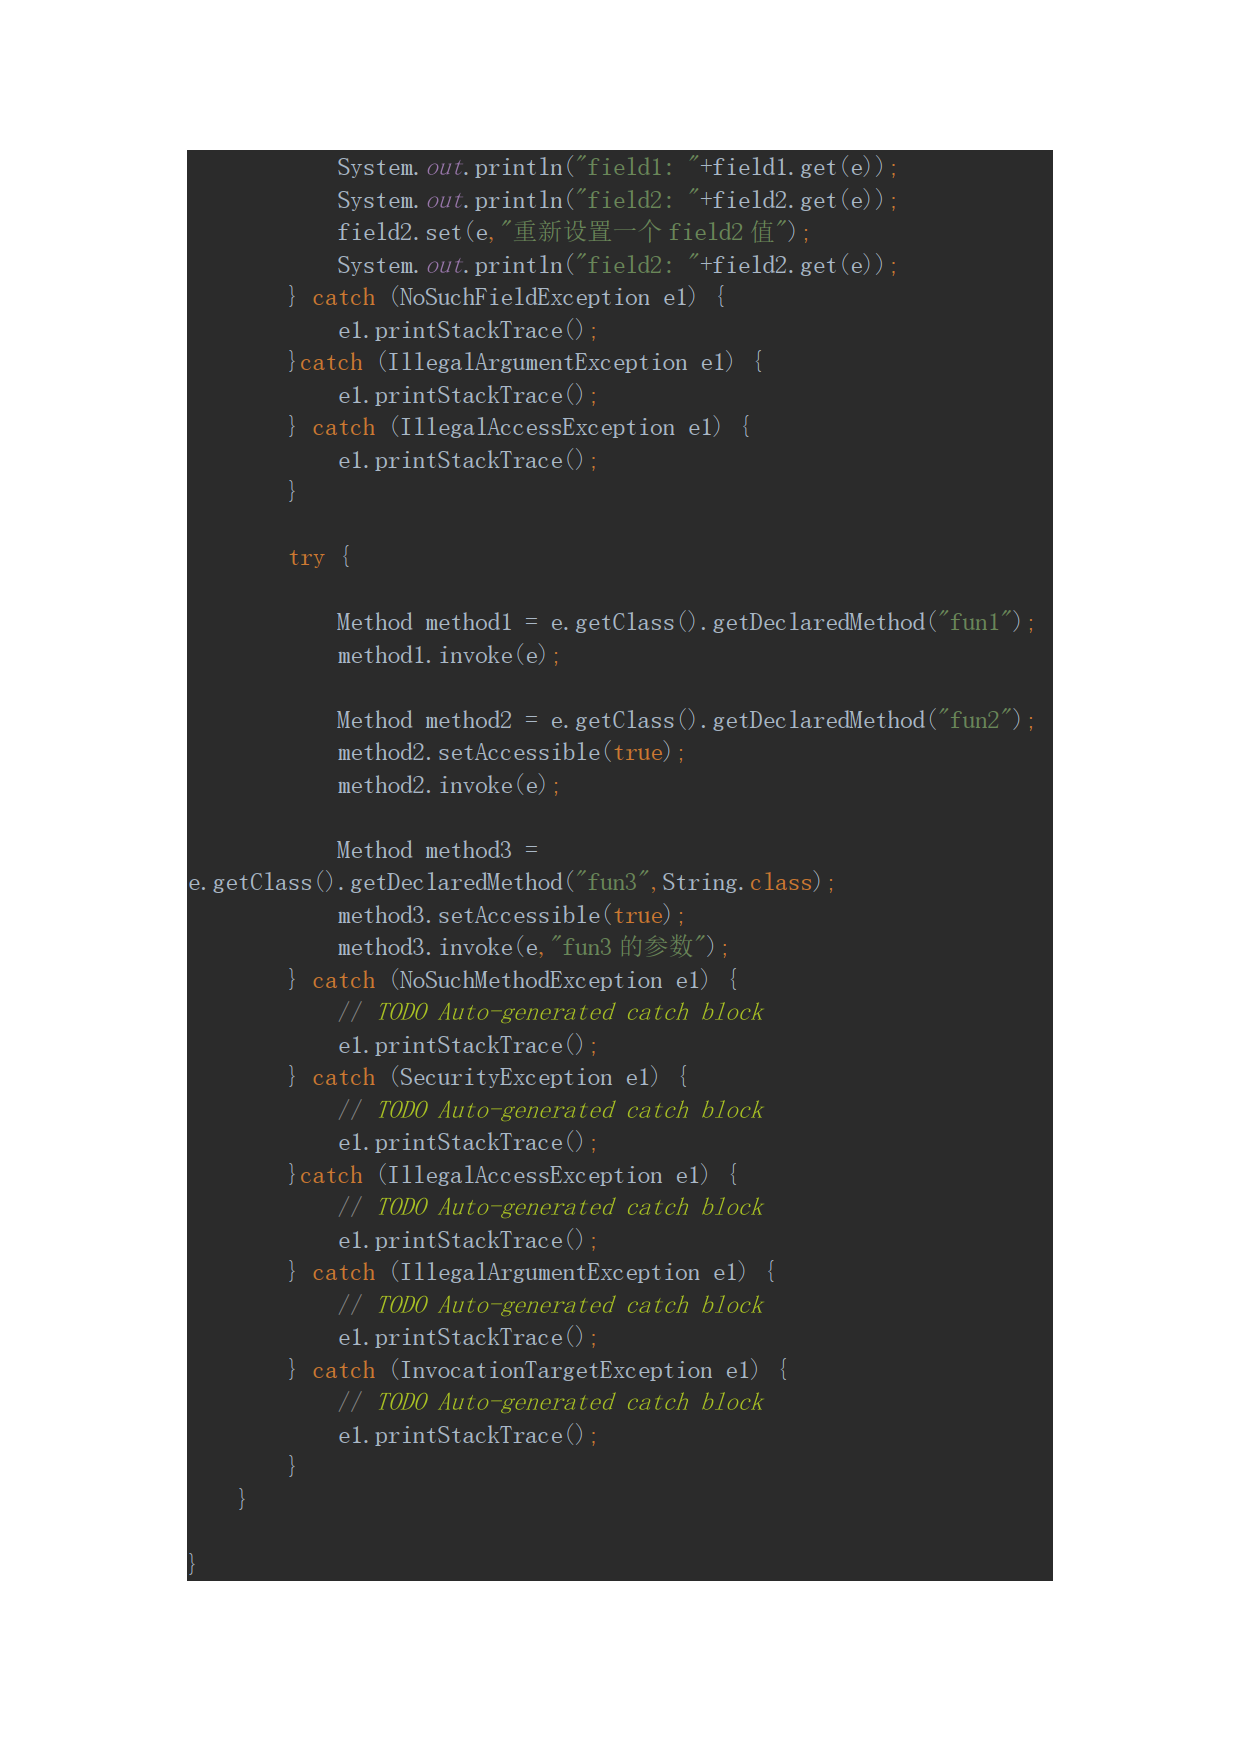 System.out.println("field1: "+field1.get(e));
System.out.println("field2: "+field2.get(e));
field2.set(e,"重新设置一个 field2 值");
System.out.println("field2: "+field2.get(e));
} catch (NoSuchFieldException e1) {
e1.printStackTrace();
}catch (IllegalArgumentException e1) {
e1.printStackTrace();
} catch (IllegalAccessException e1) {
e1.printStackTrace();
}
try {
Method method1 = e.getClass().getDeclaredMethod("fun1");
method1.invoke(e);
Method method2 = e.getClass().getDeclaredMethod("fun2");
method2.setAccessible(true);
method2.invoke(e);
Method method3 =
e.getClass().getDeclaredMethod("fun3",String.class);
method3.setAccessible(true);
method3.invoke(e,"fun3 的参数");
} catch (NoSuchMethodException e1) {
// TODO Auto-generated catch block
e1.printStackTrace();
} catch (SecurityException e1) {
// TODO Auto-generated catch block
e1.printStackTrace();
}catch (IllegalAccessException e1) {
// TODO Auto-generated catch block
e1.printStackTrace();
} catch (IllegalArgumentException e1) {
// TODO Auto-generated catch block
e1.printStackTrace();
} catch (InvocationTargetException e1) {
// TODO Auto-generated catch block
e1.printStackTrace();
}
}
}